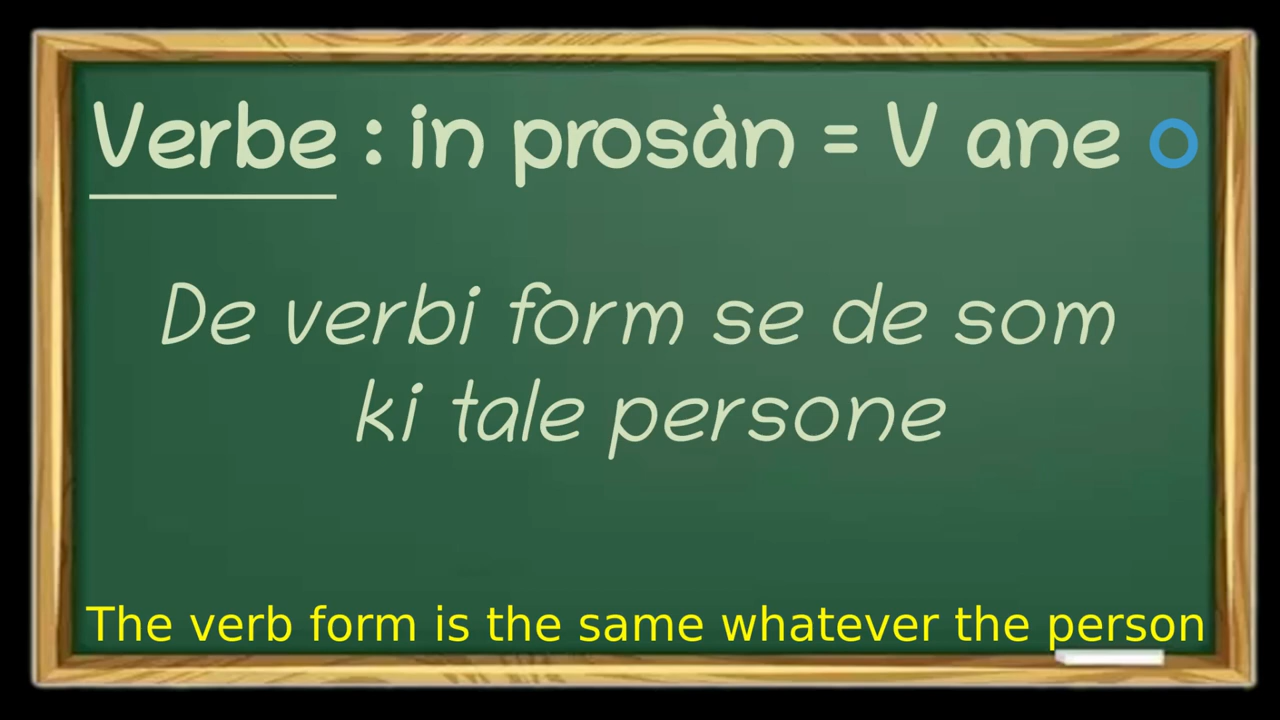 Verbe : in prosàn = V ane o
De verbi form se de som
ki tale persone
The verb form is the same whatever the person